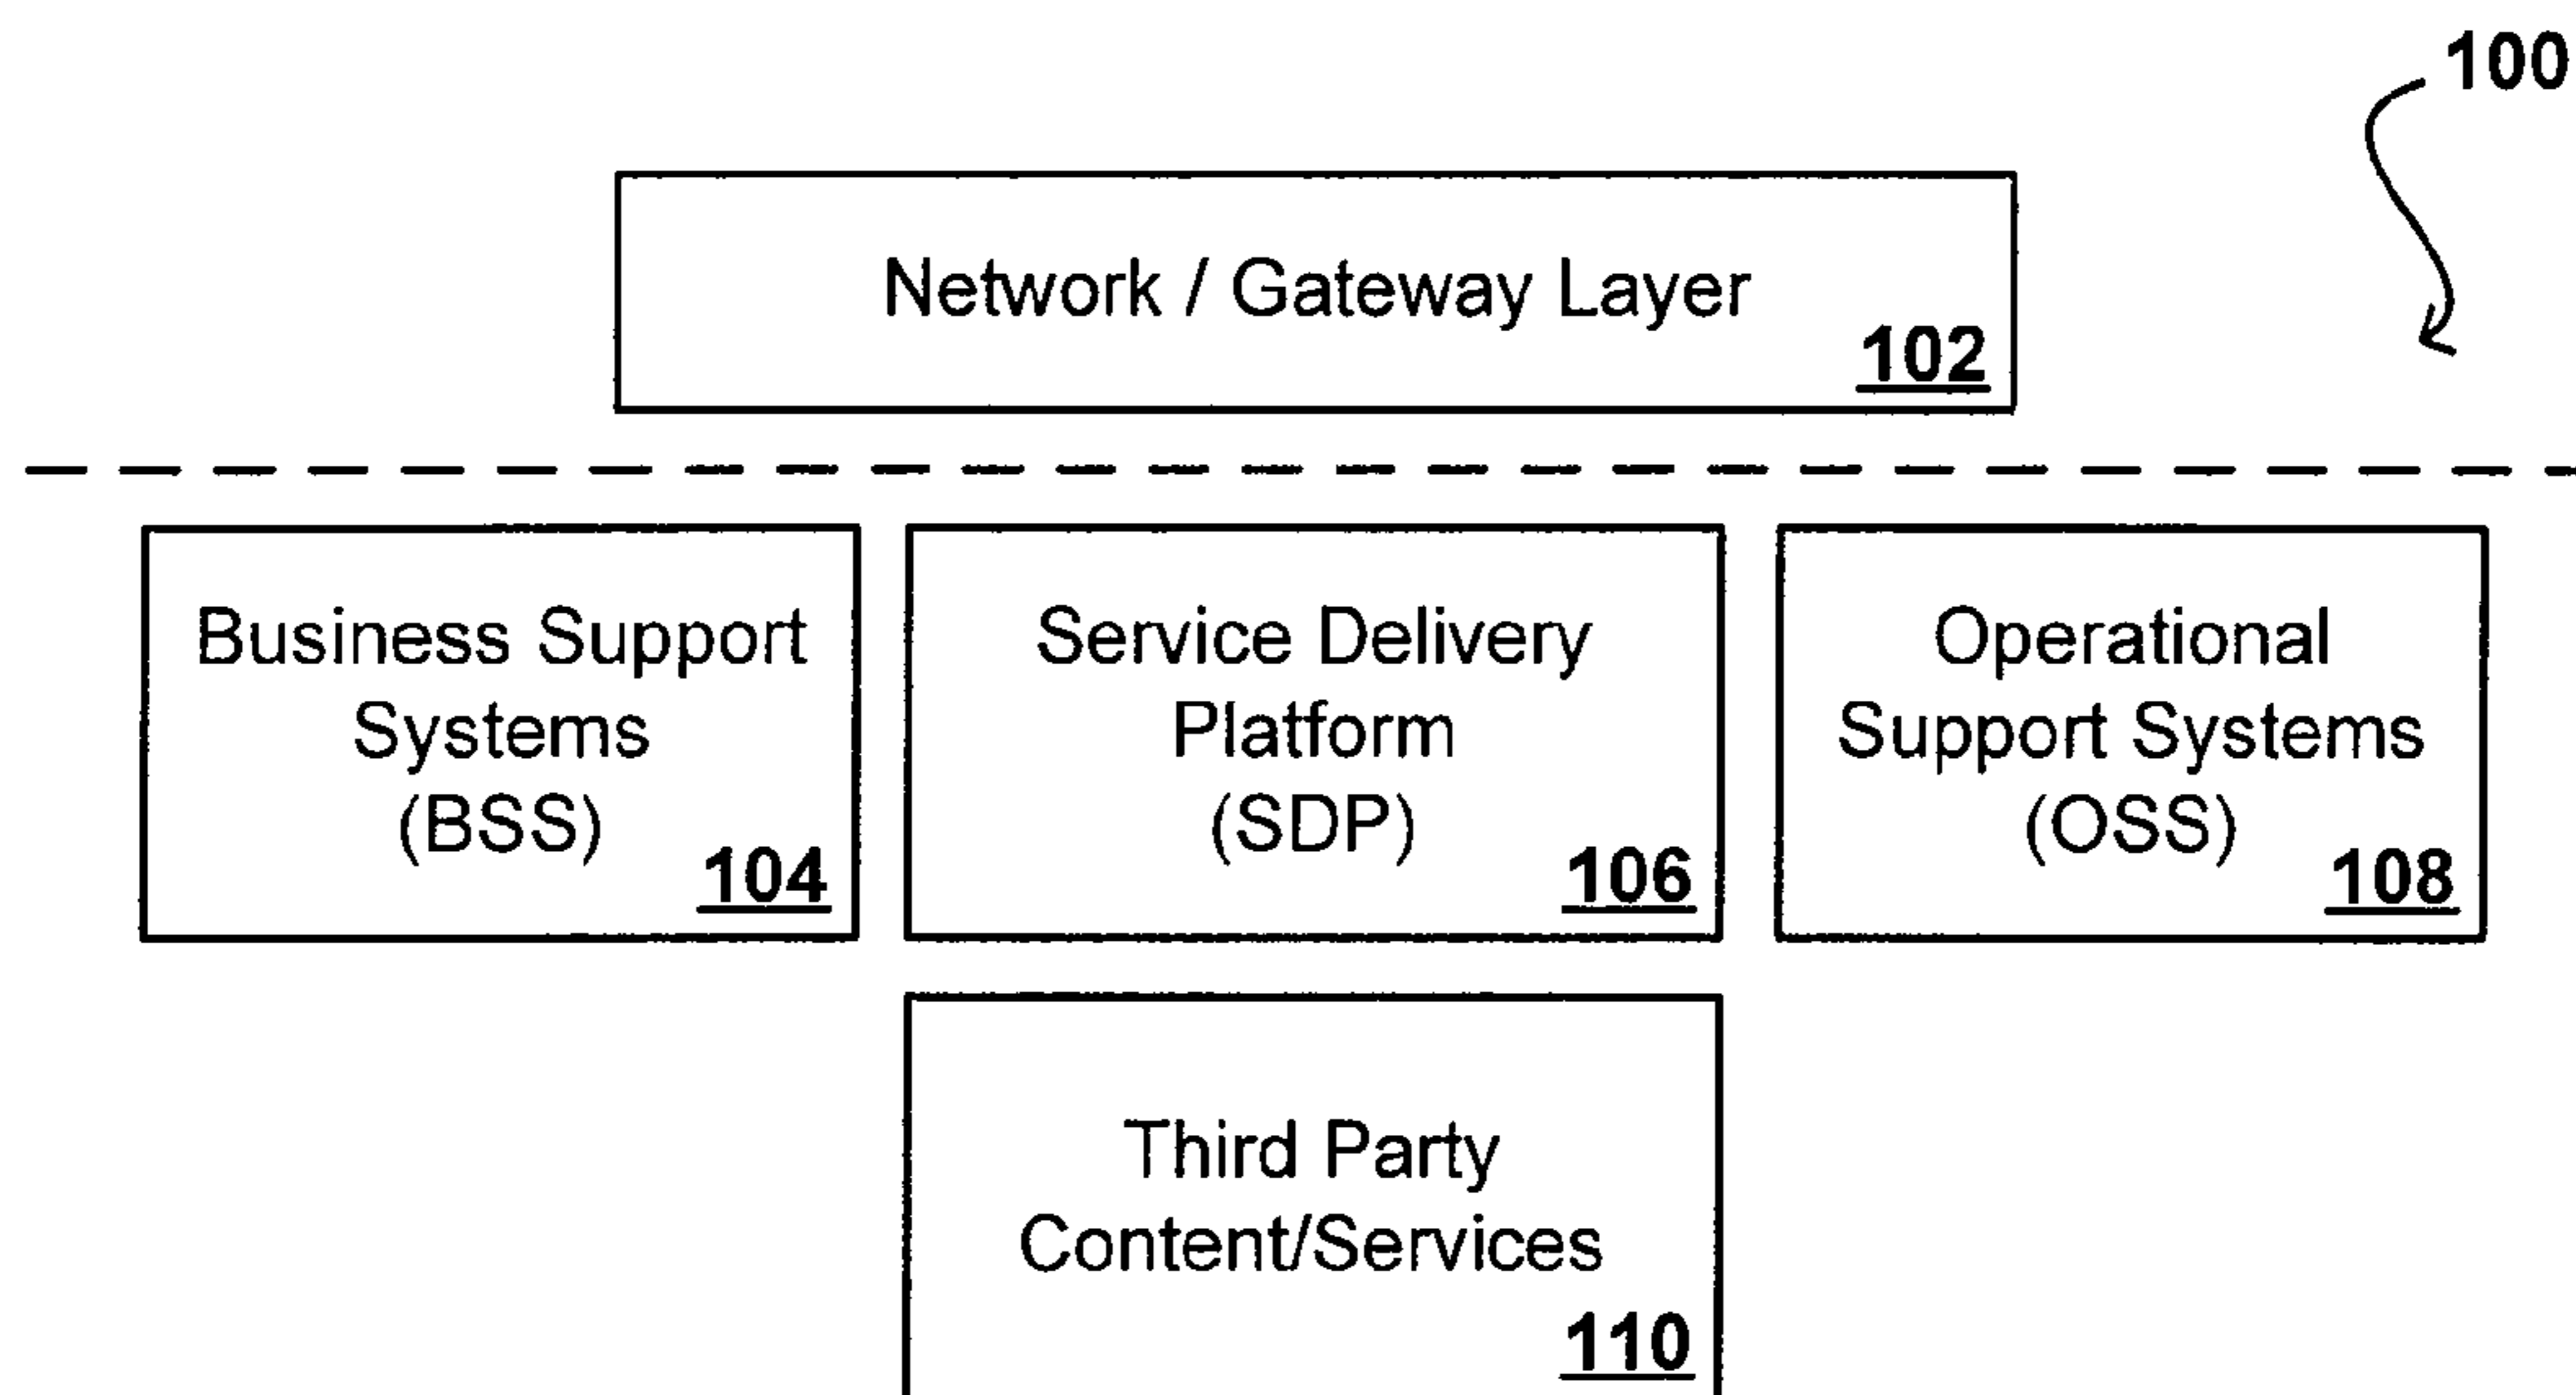 100
Network / Gateway Layer
102
Business Support
Systems
(BSS)
104
Service Delivery
Platform
(SDP)
106
Operational
Support Systems
(OSS)
108
Third Party
Content/Services
110